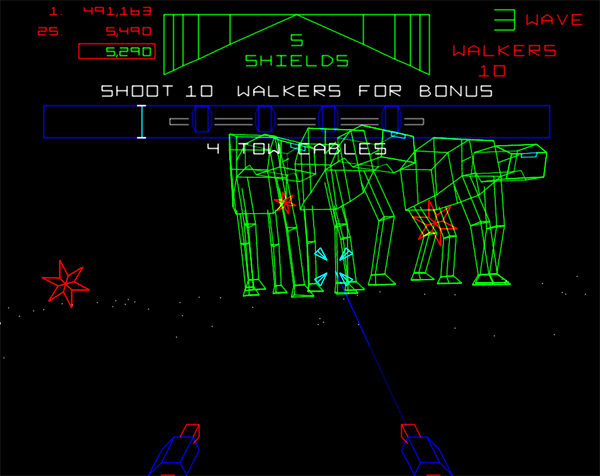 1. 491,163
25. 5,490
5,290
5
SHIELDS
3 WAVE
WALKERS
10
SHOOT 10 WALKERS FOR BONUS
4 TOW CABLES